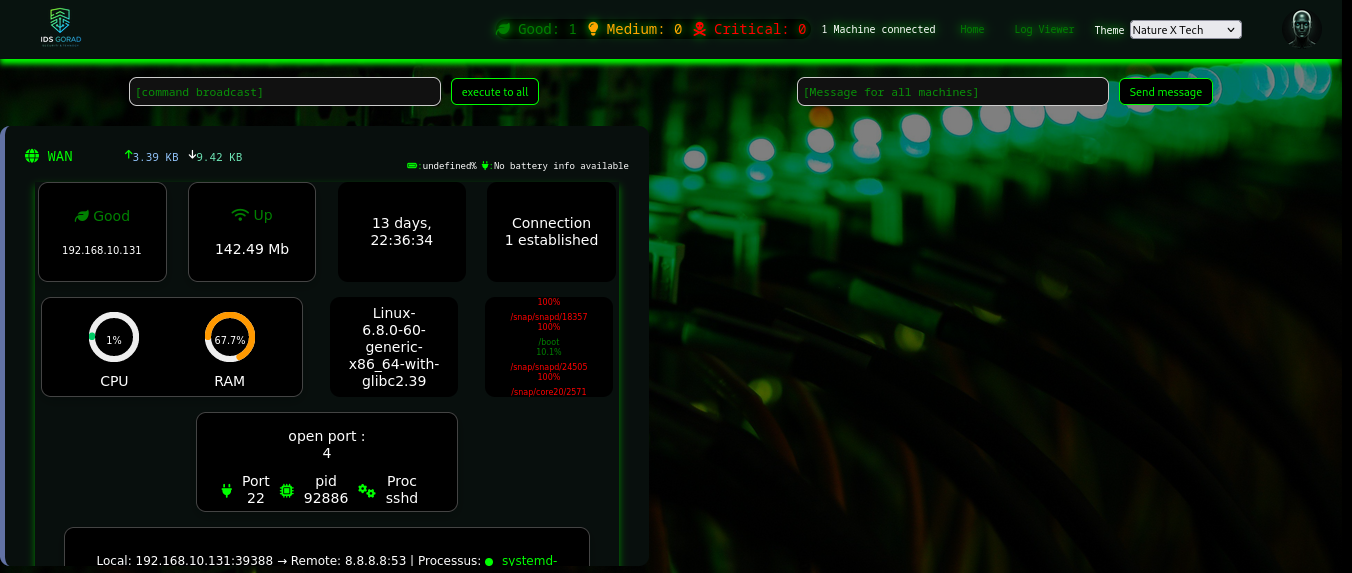 IDS GORAD
Good: 1 Medium: 0 Critical: 0 1 Machine connected Home Log Viewer Theme Nature X Tech
[command broadcast] execute to all [Message for all machines] Send message
WAN 3.39 KB 9.42 KB
:undefined% :No battery info available
Good
192.168.10.131
Up
142.49 Mb
13 days,
22:36:34
Connection
1 established
1%
CPU
67.7%
RAM
Linux-
6.8.0-60-
generic-
x86_64-with-
glibc2.39
100%
/snap/snapd/18357
100%
/boot
10.1%
/snap/snapd/24505
100%
/snap/core20/2571
open port :
4
Port
22
pid
92886
Proc
sshd
Local: 192.168.10.131:39388 → Remote: 8.8.8.8:53 | Processus: systemd-